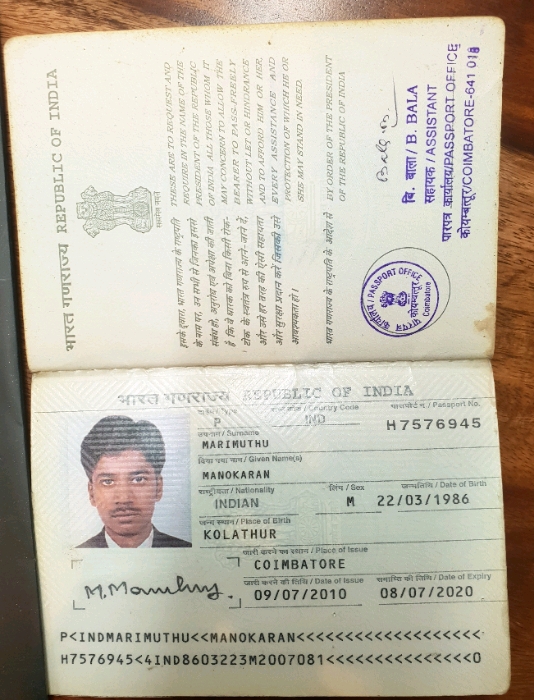 भारत गणराज्य REPUBLIC OF INDIA
सत्यमेव जयते
THESE ARE TO REQUEST AND
REQUIRE IN THE NAME OF THE
PRESIDENT OF THE REPUBLIC
OF INDIA ALL THOSE WHOM IT
MAY CONCERN TO ALLOW THE
BEARER TO PASS FREELY
WITHOUT LET OR HINDRANCE
AND TO AFFORD HIM OR HER,
EVERY ASSISTANCE AND
PROTECTION OF WHICH HE OR
SHE MAY STAND IN NEED.
BY ORDER OF THE PRESIDENT
OF THE REPUBLIC OF INDIA
इसके द्वारा, भारत गणराज्य के राष्ट्रपति
के नाम पर, उन सभी से जिनका इससे
संबंध हो, अनुरोध एवं अपेक्षा की जाती
है कि वे धारक को बिना किसी रोक-
टोक के स्वतंत्र रूप से आने-जाने दें,
और उसे हर तरह की ऐसी सहायता
और सुरक्षा प्रदान करें जिसकी उसे
आवश्यकता हो।
भारत गणराज्य के राष्ट्रपति के आदेश से
बि. बाला / B. BALA
सहायक / ASSISTANT
पारपत्र कार्यालय/PASSPORT OFFICE
कोयम्बत्तूर/COIMBATORE-641 018
पारपत्र कार्यालय / PASSPORT OFFICE
कोयम्बत्तूर
Coimbatore
भारत गणराज्य REPUBLIC OF INDIA
टाईप / Type राष्ट्र कोड / Country Code पासपोर्ट नं. / Passport No.
P IND H7576945
उपनाम / Surname
MARIMUTHU
दिया गया नाम / Given Name(s)
MANOKARAN
राष्ट्रीयता / Nationality लिंग / Sex जन्मतिथि / Date of Birth
INDIAN M 22/03/1986
जन्म स्थान / Place of Birth
KOLATHUR
जारी करने का स्थान / Place of Issue
COIMBATORE
जारी करने की तिथि / Date of Issue समाप्ति की तिथि / Date of Expiry
09/07/2010 08/07/2020
P<INDMARIMUTHU<<MANOKARAN<<<<<<<<<<<<<<<<<<<
H7576945<4IND8603223M2007081<<<<<<<<<<<<<<<0